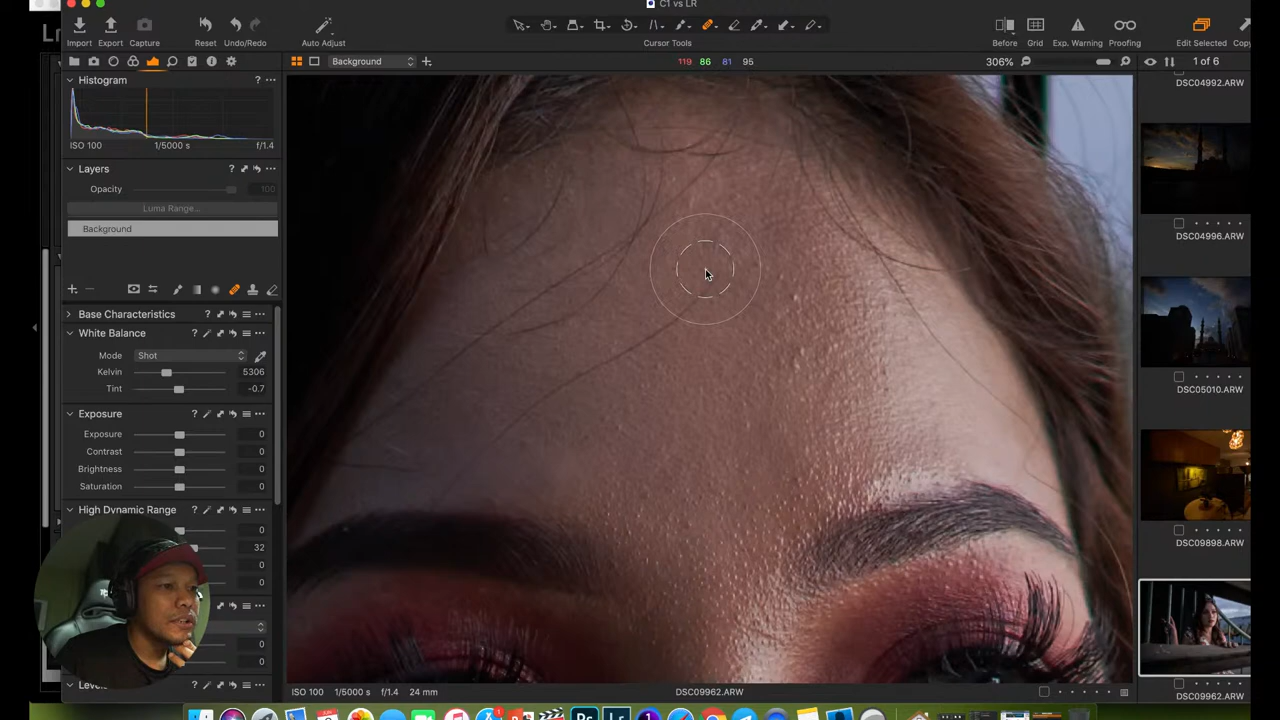 C1 vs LR
Import
Export
Capture
Reset
Undo/Redo
Auto Adjust
Cursor Tools
Before
Grid
Exp. Warning
Proofing
Edit Selected
Background
119 86 81 95
306%
1 of 6
Histogram
ISO 100 1/5000 s f/1.4
Layers
Opacity 100
Luma Range...
Background
Base Characteristics
White Balance
Mode Shot
Kelvin 5306
Tint -0.7
Exposure
Exposure 0
Contrast 0
Brightness 0
Saturation 0
High Dynamic Range
0
32
0
0
0
0
Levels
DSC04992.ARW
DSC04996.ARW
DSC05010.ARW
DSC09898.ARW
DSC09962.ARW
ISO 100 1/5000 s f/1.4 24 mm
DSC09962.ARW
Ps
Lr